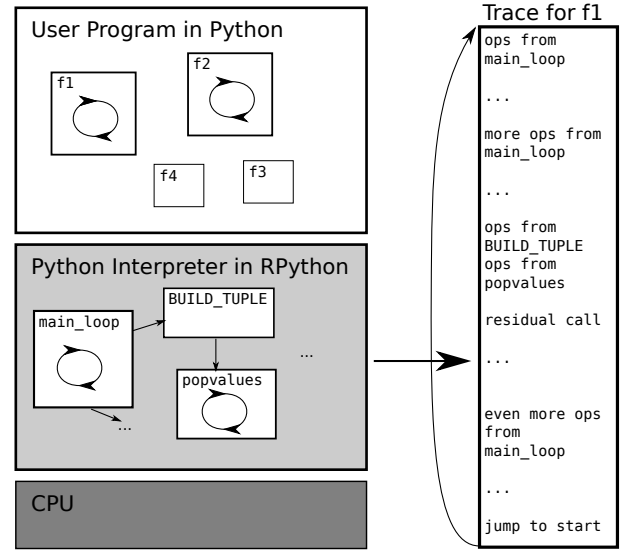 User Program in Python
f1
f2
f4
f3
Python Interpreter in RPython
main_loop
BUILD_TUPLE
popvalues
...
...
CPU
Trace for f1
ops from
main_loop
...
more ops from
main_loop
...
ops from
BUILD_TUPLE
ops from
popvalues
residual call
...
even more ops
from
main_loop
...
jump to start